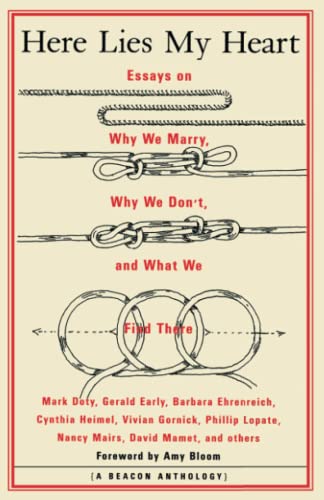 Here Lies My Heart
Essays on
Why We Marry,
Why We Don't,
and What We
Find There
Mark Doty, Gerald Early, Barbara Ehrenreich,
Cynthia Heimel, Vivian Gornick, Phillip Lopate,
Nancy Mairs, David Mamet, and others
Foreword by Amy Bloom
[A BEACON ANTHOLOGY]